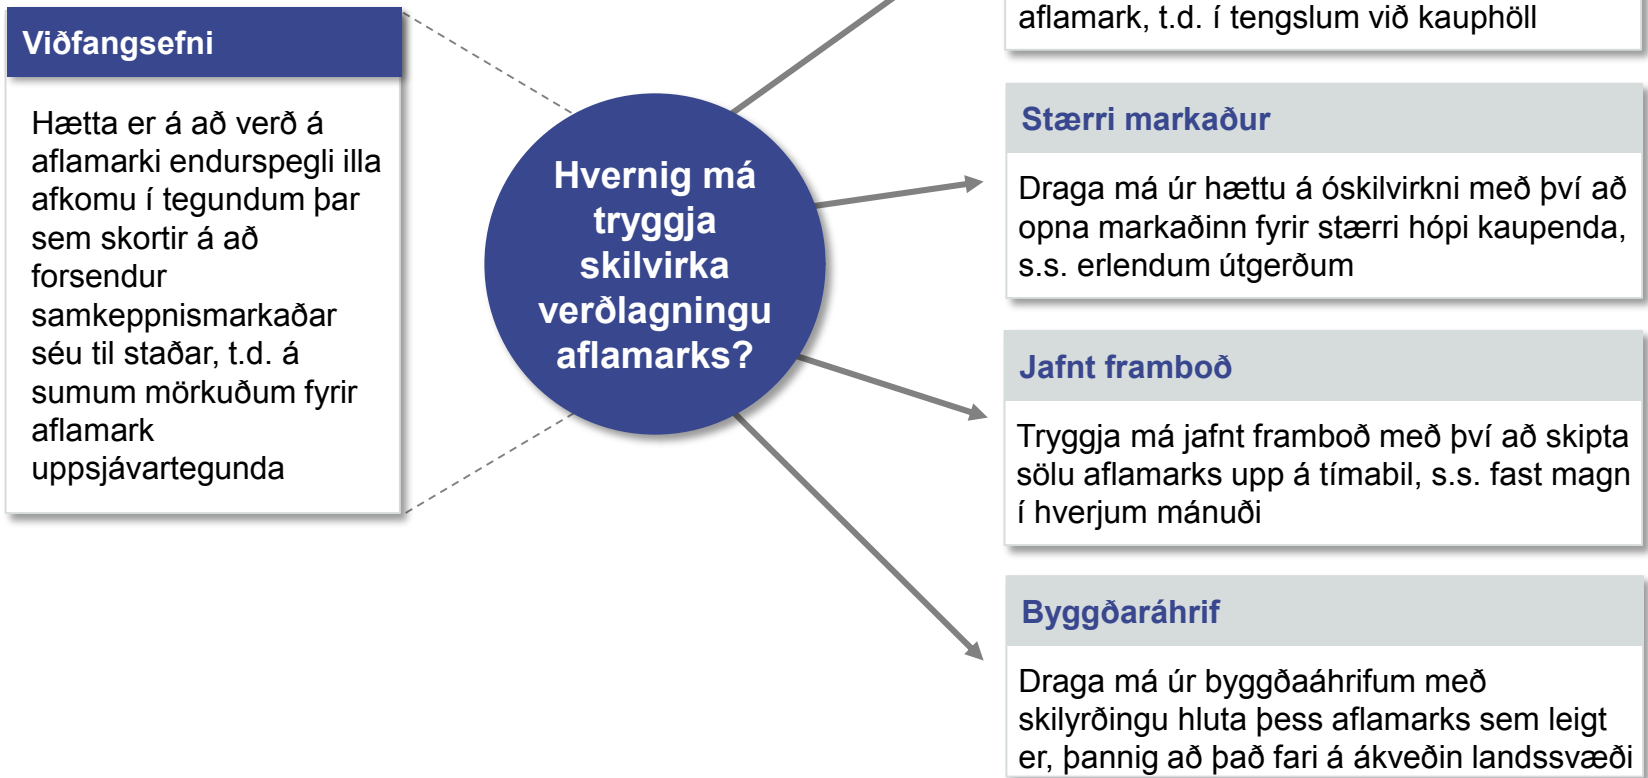 Viðfangsefni
Hætta er á að verð á
aflamarki endurspegli illa
afkomu í tegundum þar
sem skortir á að
forsendur
samkeppnismarkaðar
séu til staðar, t.d. á
sumum mörkuðum fyrir
aflamark
uppsjávartegunda
Hvernig má
tryggja
skilvirka
verðlagningu
aflamarks?
aflamark, t.d. í tengslum við kauphöll
Stærri markaður
Draga má úr hættu á óskilvirkni með því að
opna markaðinn fyrir stærri hópi kaupenda,
s.s. erlendum útgerðum
Jafnt framboð
Tryggja má jafnt framboð með því að skipta
sölu aflamarks upp á tímabil, s.s. fast magn
í hverjum mánuði
Byggðaráhrif
Draga má úr byggðaáhrifum með
skilyrðingu hluta þess aflamarks sem leigt
er, þannig að það fari á ákveðin landssvæði